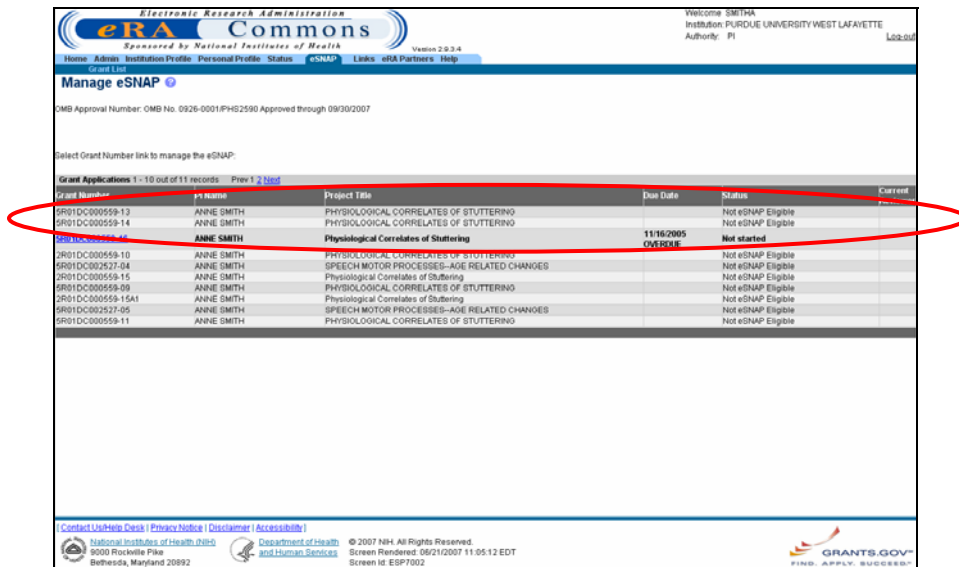 Electronic Research Administration
eRA Commons
Sponsored by National Institutes of Health
Version 2.9.3.4
Welcome SMITHA
Institution: PURDUE UNIVERSITY WEST LAFAYETTE
Authority: PI
Log-out
Home Admin Institution Profile Personal Profile Status eSNAP Links eRA Partners Help
Grant List
Manage eSNAP ?
OMB Approval Number: OMB No. 0926-0001/PHS2590 Approved through 09/30/2007
Select Grant Number link to manage the eSNAP:
Grant Applications 1 - 10 out of 11 records Prev 1 2 Next
Grant Number PI Name Project Title Due Date Status Current
5R01DC000559-13 ANNE SMITH PHYSIOLOGICAL CORRELATES OF STUTTERING Not eSNAP Eligible
5R01DC000559-14 ANNE SMITH PHYSIOLOGICAL CORRELATES OF STUTTERING Not eSNAP Eligible
ANNE SMITH Physiological Correlates of Stuttering 11/16/2005 OVERDUE Not started
2R01DC000559-10 ANNE SMITH PHYSIOLOGICAL CORRELATES OF STUTTERING Not eSNAP Eligible
5R01DC002527-04 ANNE SMITH SPEECH MOTOR PROCESSES--AGE RELATED CHANGES Not eSNAP Eligible
2R01DC000559-15 ANNE SMITH Physiological Correlates of Stuttering Not eSNAP Eligible
5R01DC000559-09 ANNE SMITH PHYSIOLOGICAL CORRELATES OF STUTTERING Not eSNAP Eligible
2R01DC000559-15A1 ANNE SMITH Physiological Correlates of Stuttering Not eSNAP Eligible
5R01DC002527-05 ANNE SMITH SPEECH MOTOR PROCESSES--AGE RELATED CHANGES Not eSNAP Eligible
5R01DC000559-11 ANNE SMITH PHYSIOLOGICAL CORRELATES OF STUTTERING Not eSNAP Eligible
[ Contact Us/Help Desk | Privacy Notice | Disclaimer | Accessibility ]
National Institutes of Health (NIH)
9000 Rockville Pike
Bethesda, Maryland 20892
Department of Health
and Human Services
© 2007 NIH. All Rights Reserved.
Screen Rendered: 06/21/2007 11:05:12 EDT
Screen Id: ESP7002
GRANTS.GOV℠
FIND. APPLY. SUCCEED.℠